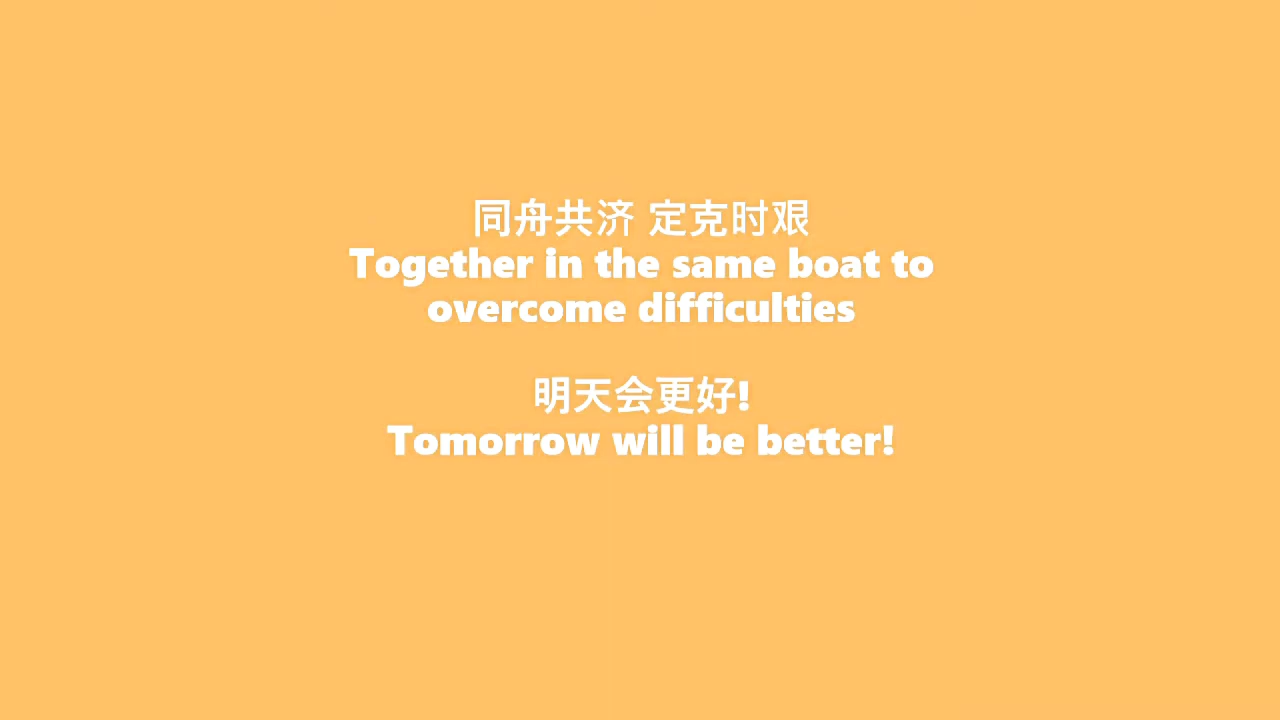 同舟共济 定克时艰
Together in the same boat to
overcome difficulties
明天会更好!
Tomorrow will be better!